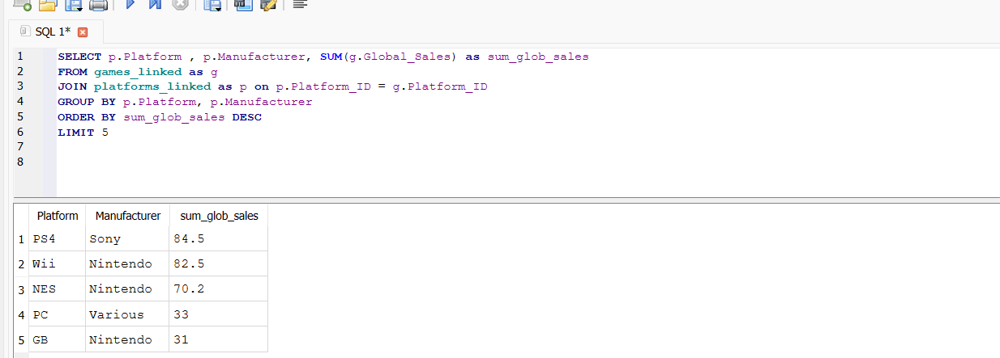 SQL 1*
1 SELECT p.Platform , p.Manufacturer, SUM(g.Global_Sales) as sum_glob_sales
2 FROM games_linked as g
3 JOIN platforms_linked as p on p.Platform_ID = g.Platform_ID
4 GROUP BY p.Platform, p.Manufacturer
5 ORDER BY sum_glob_sales DESC
6 LIMIT 5
7
8
Platform Manufacturer sum_glob_sales
1 PS4 Sony 84.5
2 Wii Nintendo 82.5
3 NES Nintendo 70.2
4 PC Various 33
5 GB Nintendo 31